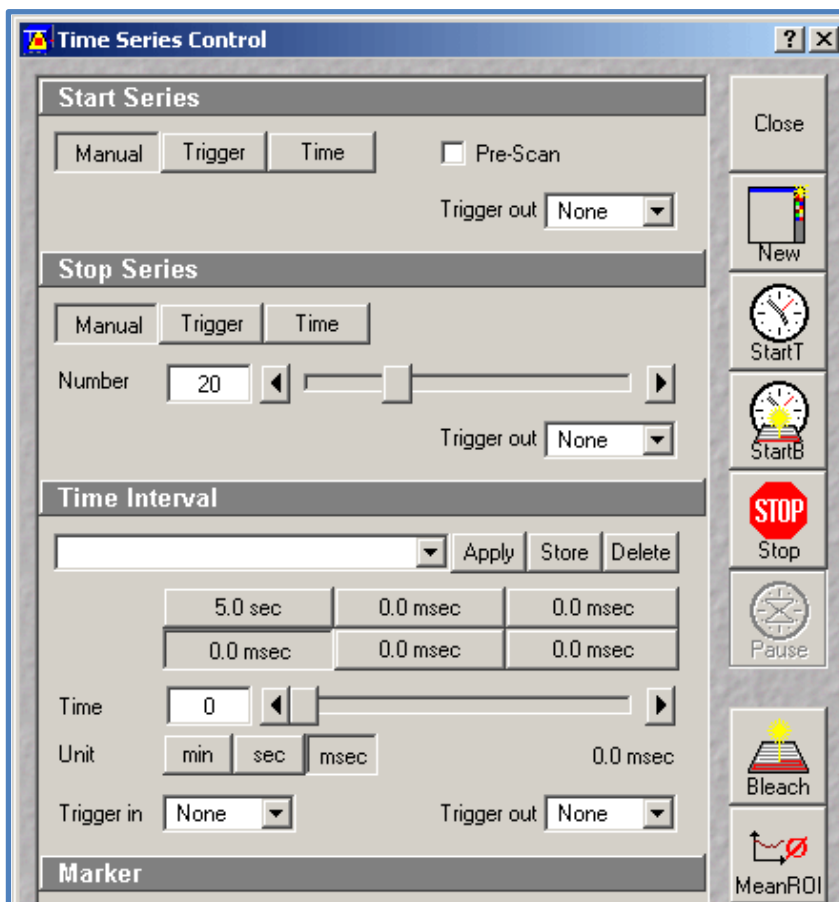 Time Series Control
Start Series
Manual Trigger Time Pre-Scan
Trigger out None
Stop Series
Manual Trigger Time
Number 20
Trigger out None
Time Interval
Apply Store Delete
5.0 sec 0.0 msec 0.0 msec
0.0 msec 0.0 msec 0.0 msec
Time 0
Unit min sec msec 0.0 msec
Trigger in None Trigger out None
Marker
Close
New
StartT
StartB
STOP
Stop
Pause
Bleach
MeanROI